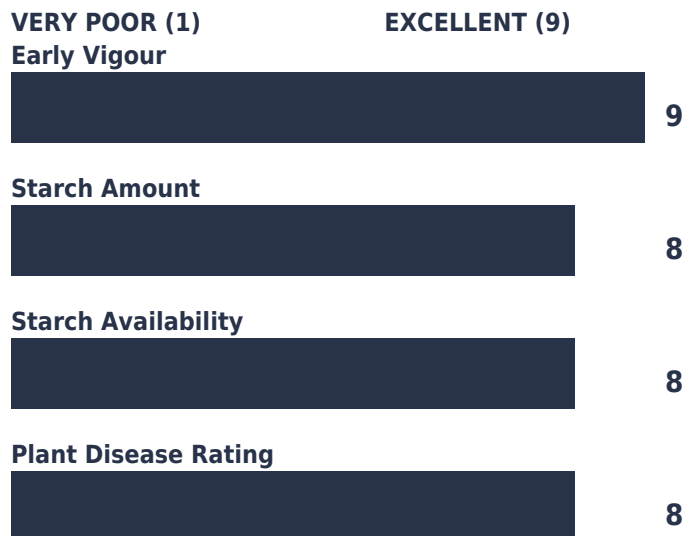 VERY POOR (1) EXCELLENT (9)
Early Vigour
9
Starch Amount
8
Starch Availability
8
Plant Disease Rating
8